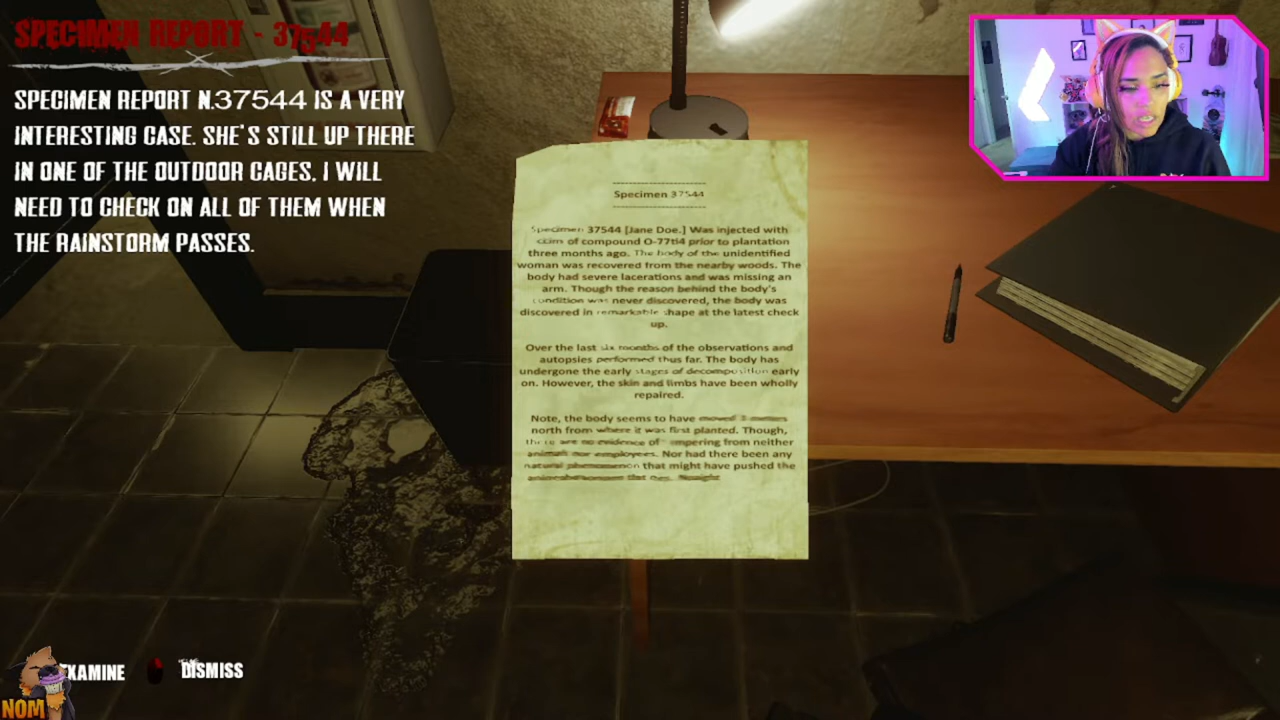 SPECIMEN REPORT - 37544
SPECIMEN REPORT N.37544 IS A VERY
INTERESTING CASE. SHE'S STILL UP THERE
IN ONE OF THE OUTDOOR CAGES. I WILL
NEED TO CHECK ON ALL OF THEM WHEN
THE RAINSTORM PASSES.
Specimen 37544
Specimen 37544 [Jane Doe.] Was injected with
of compound O-77ti4 prior to plantation
three months ago. The body of the unidentified
woman was recovered from the nearby woods. The
body had severe lacerations and was missing an
arm. Though the reason behind the body's
condition was never discovered, the body was
discovered in remarkable shape at the latest check
up.
Over the last six months of the observations and
autopsies performed thus far. The body has
undergone the early stages of decomposition early
on. However, the skin and limbs have been wholly
repaired.
Note, the body seems to have moved
north from where it was first planted. Though,
there are no evidence of tampering from neither
animals nor employees. Nor had there been any
natural phenomenon that might have pushed the
EXAMINE
DISMISS
NOM